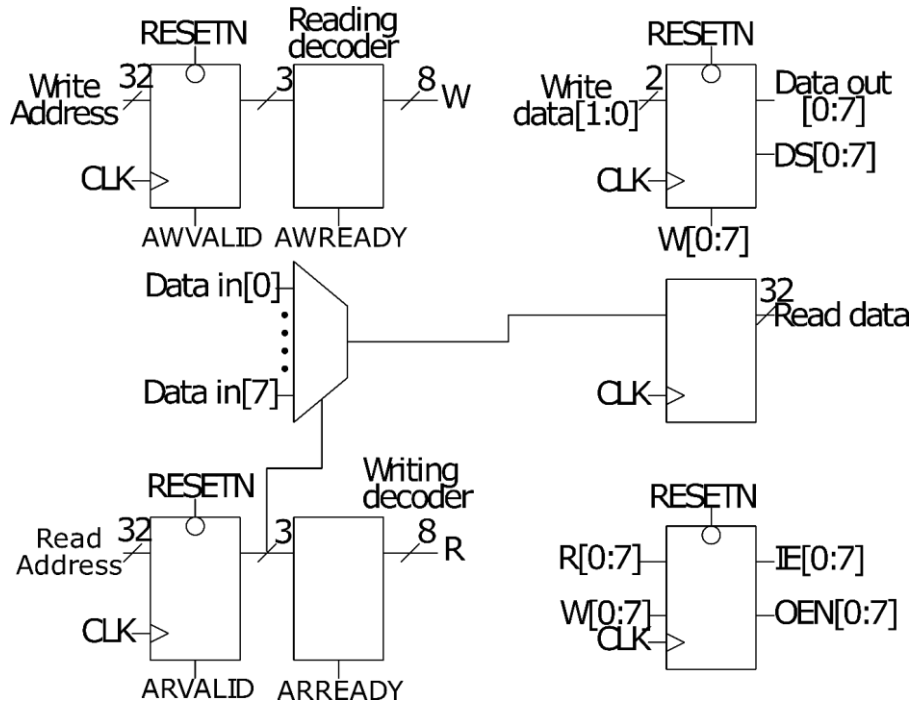 RESETN
Reading
decoder
32
Write
Address
3
8
W
CLK
AWVALID
AWREADY
RESETN
Write
data[1:0]
2
Data out
[0:7]
DS[0:7]
CLK
W[0:7]
Data in[0]
Data in[7]
32
Read data
CLK
RESETN
Writing
decoder
32
Read
Address
3
8
R
CLK
ARVALID
ARREADY
RESETN
R[0:7]
IE[0:7]
W[0:7]
OEN[0:7]
CLK